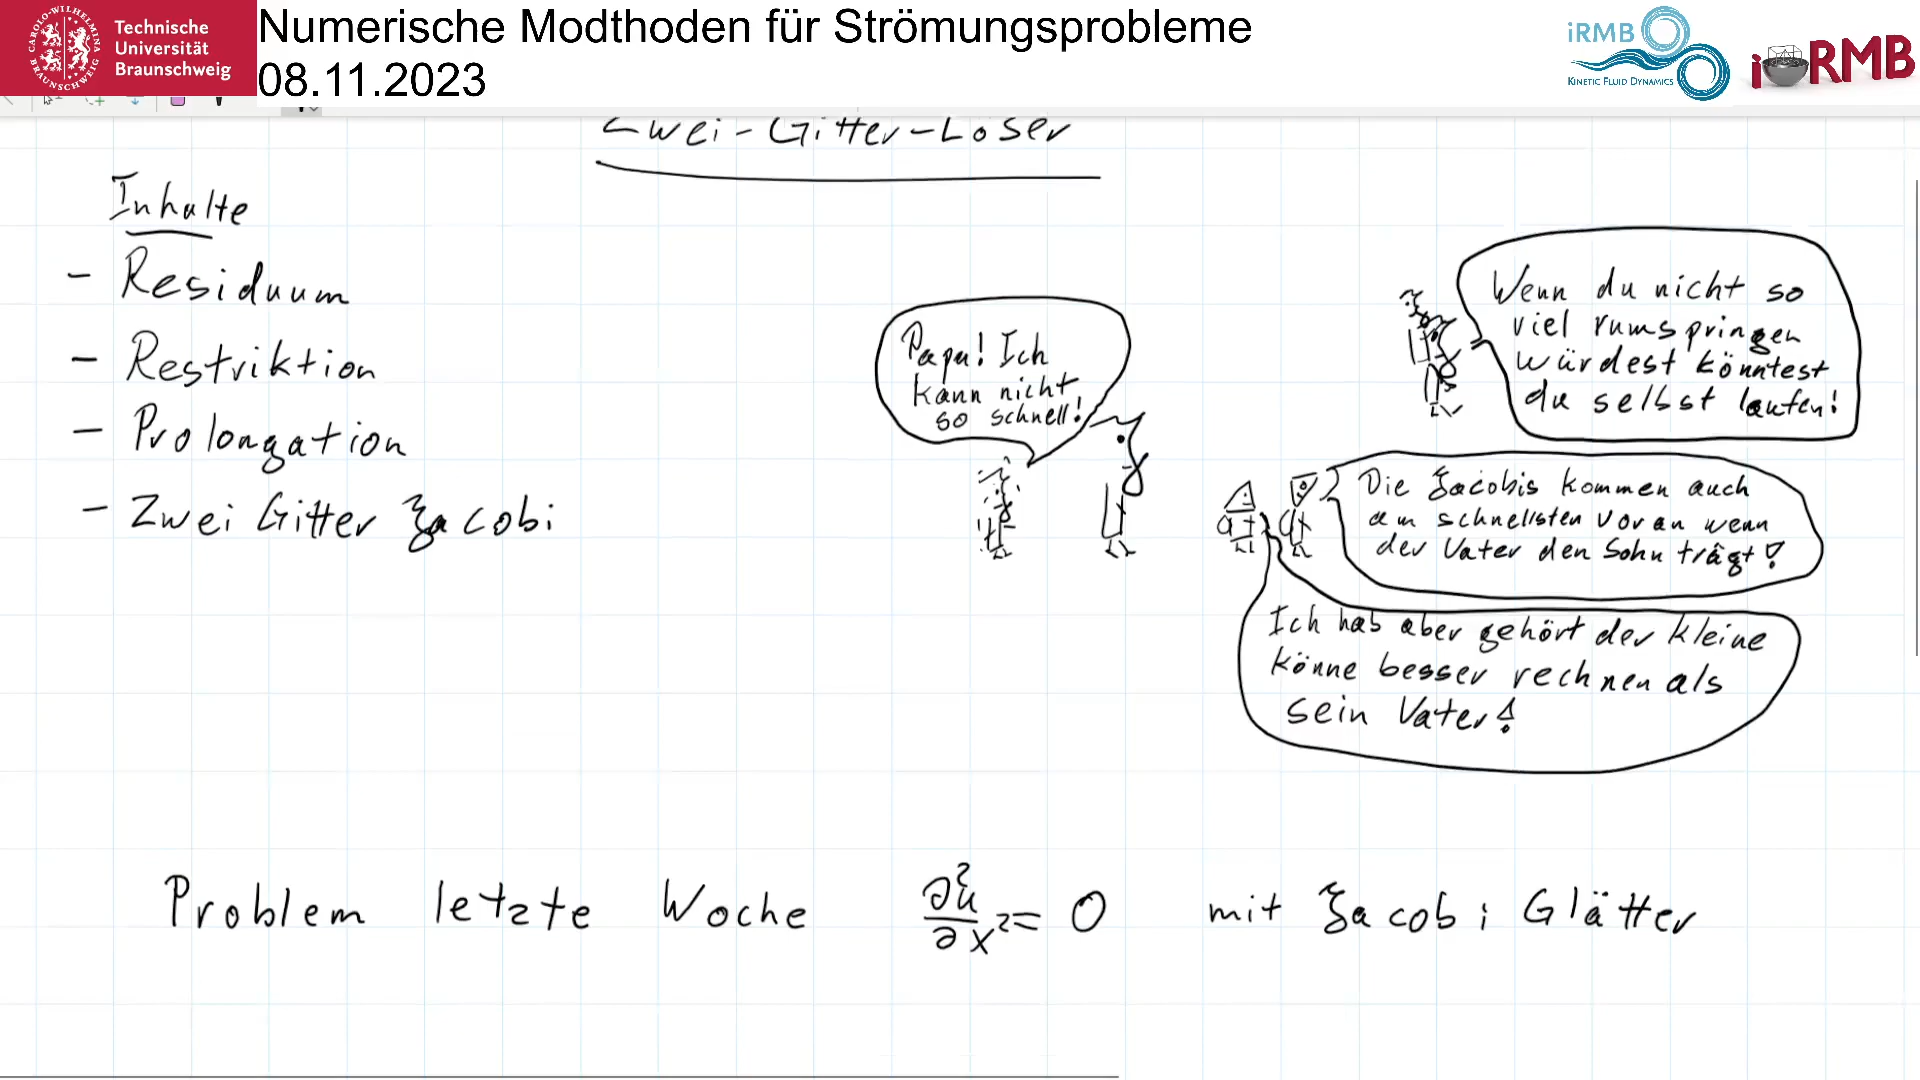 Technische
Universität
Braunschweig
CAROLO-WILHELMINA
BRAUNSCHWEIG
Numerische Modthoden für Strömungsprobleme
08.11.2023
iRMB
KINETIC FLUID DYNAMICS
iRMB
Zwei-Gitter-Löser
Inhalte
- Residuum
- Restriktion
- Prolongation
- Zwei Gitter Jacobi
Papa! Ich
kann nicht
so schnell!
Wenn du nicht so
viel rumspringen
würdest könntest
du selbst laufen!
Die Jacobis kommen auch
am schnellsten voran wenn
der Vater den Sohn trägt!
Ich hab aber gehört der kleine
könne besser rechnen als
sein Vater!
Problem letzte Woche ∂²u/∂x² = 0 mit Jacobi Glätter